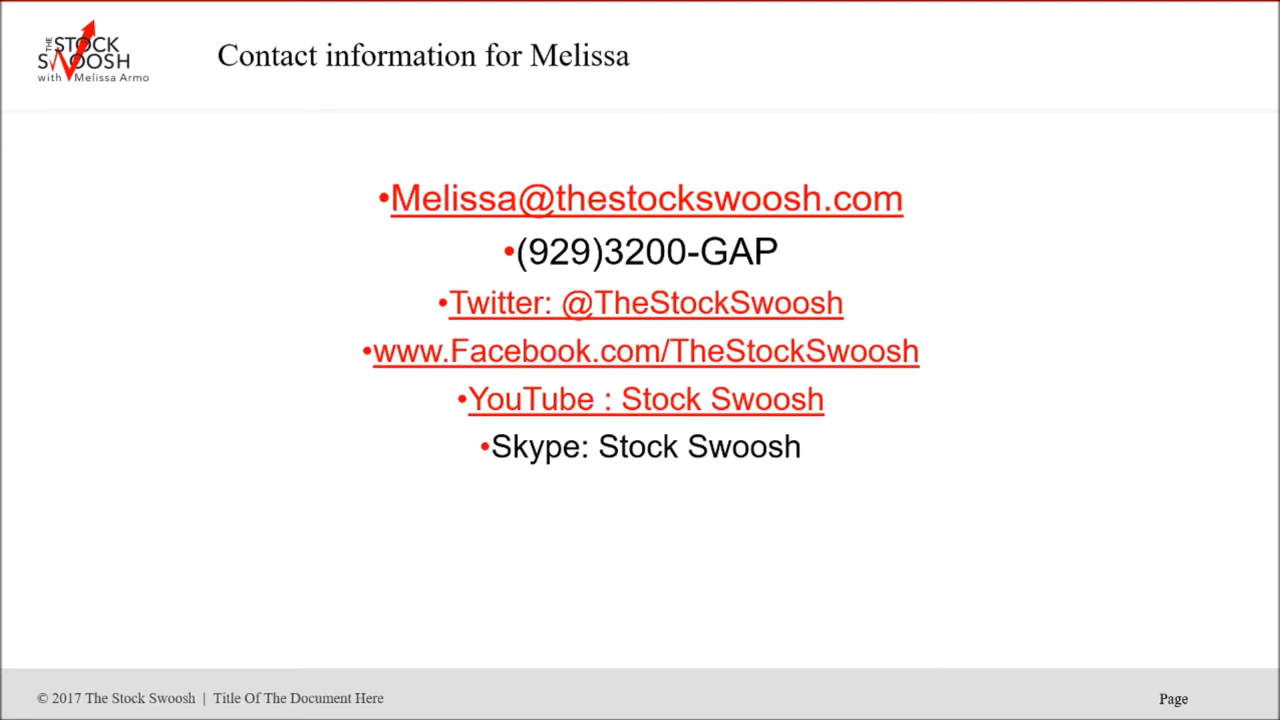 THE STOCK
SWOOSH
with Melissa Armo
Contact information for Melissa
•Melissa@thestockswoosh.com
•(929)3200-GAP
•Twitter: @TheStockSwoosh
•www.Facebook.com/TheStockSwoosh
•YouTube : Stock Swoosh
•Skype: Stock Swoosh
© 2017 The Stock Swoosh | Title Of The Document Here
Page